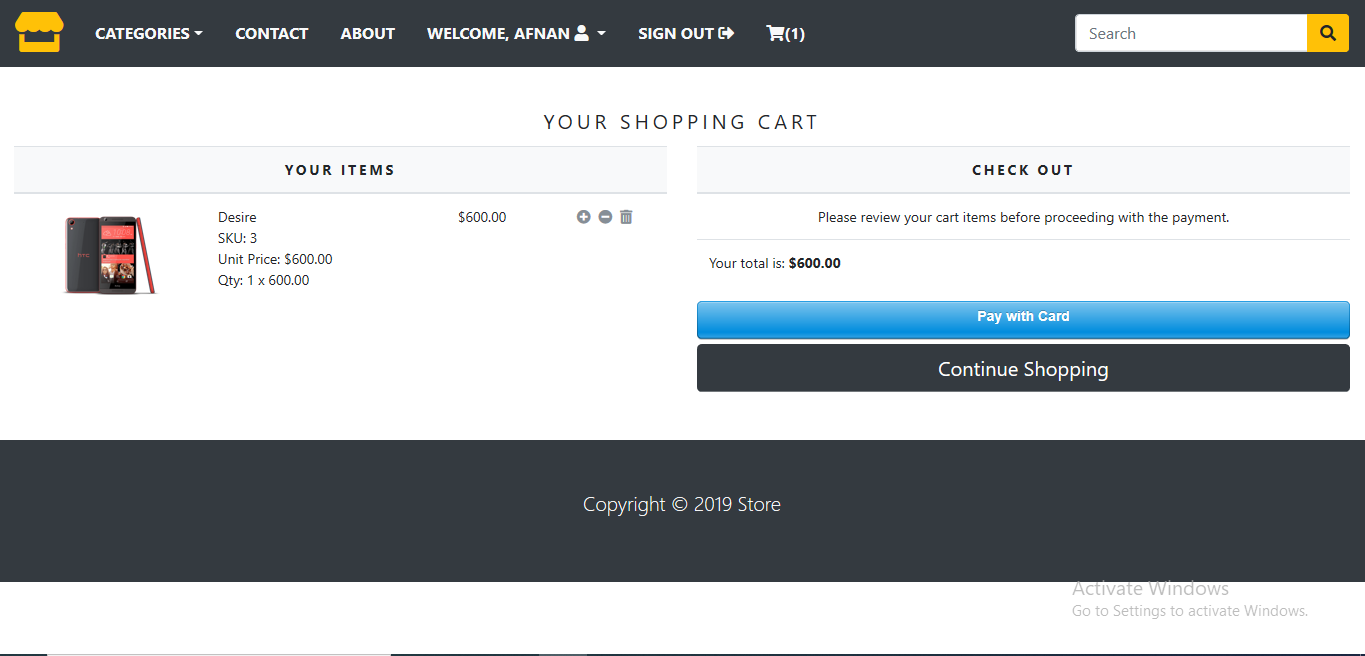 CATEGORIES CONTACT ABOUT WELCOME, AFNAN SIGN OUT (1) Search
YOUR SHOPPING CART
YOUR ITEMS
Desire $600.00
SKU: 3
Unit Price: $600.00
Qty: 1 x 600.00
CHECK OUT
Please review your cart items before proceeding with the payment.
Your total is: $600.00
Pay with Card
Continue Shopping
Copyright © 2019 Store
Activate Windows
Go to Settings to activate Windows.